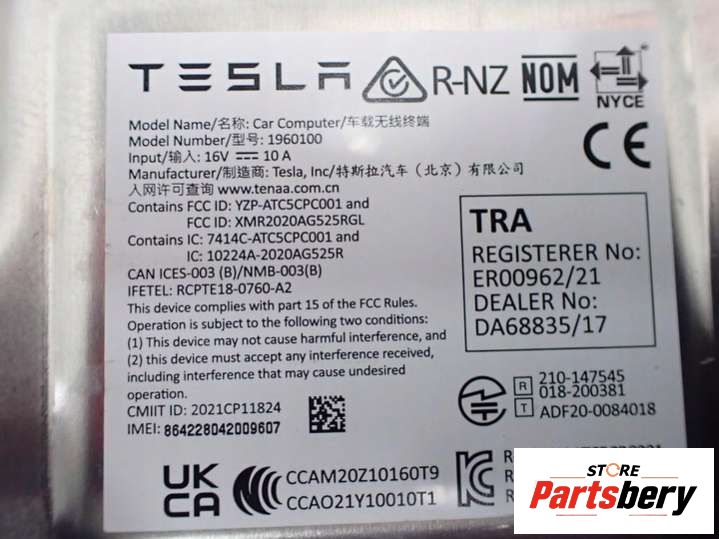 TESLA R-NZ NOM
NYCE
Model Name/名称: Car Computer/车载无线终端
Model Number/型号: 1960100
CE
Input/输入: 16V 10 A
Manufacturer/制造商: Tesla, Inc/特斯拉汽车（北京）有限公司
入网许可查询 www.tenaa.com.cn
Contains FCC ID: YZP-ATC5CPC001 and
FCC ID: XMR2020AG525RGL
Contains IC: 7414C-ATC5CPC001 and
IC: 10224A-2020AG525R
CAN ICES-003 (B)/NMB-003(B)
IFETEL: RCPTE18-0760-A2
This device complies with part 15 of the FCC Rules.
Operation is subject to the following two conditions:
(1) This device may not cause harmful interference, and
(2) this device must accept any interference received,
including interference that may cause undesired
operation.
CMIIT ID: 2021CP11824
IMEI: 864228042009607
TRA
REGISTERER No:
ER00962/21
DEALER No:
DA68835/17
R 210-147545
018-200381
T ADF20-0084018
UK
CA
CCC
CCAM20Z10160T9
CCAO21Y10010T1
STORE
Partsbery